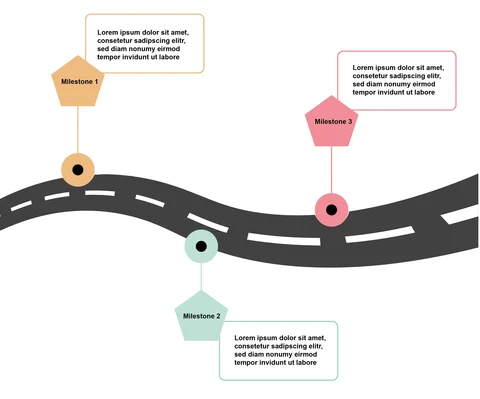 Lorem ipsum dolor sit amet,
consetetur sadipscing elitr,
sed diam nonumy eirmod
tempor invidunt ut labore
Milestone 1
Lorem ipsum dolor sit amet,
consetetur sadipscing elitr,
sed diam nonumy eirmod
tempor invidunt ut labore
Milestone 3
Milestone 2
Lorem ipsum dolor sit amet,
consetetur sadipscing elitr,
sed diam nonumy eirmod
tempor invidunt ut labore